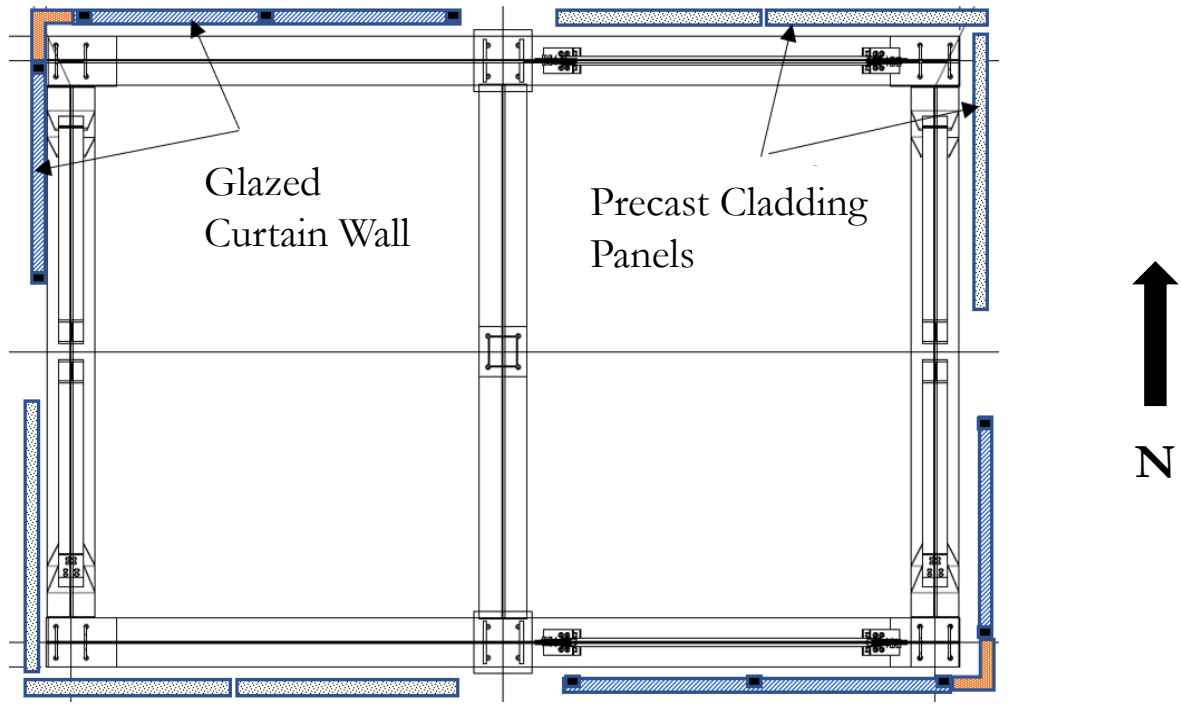 Glazed
Curtain Wall
Precast Cladding
Panels
N